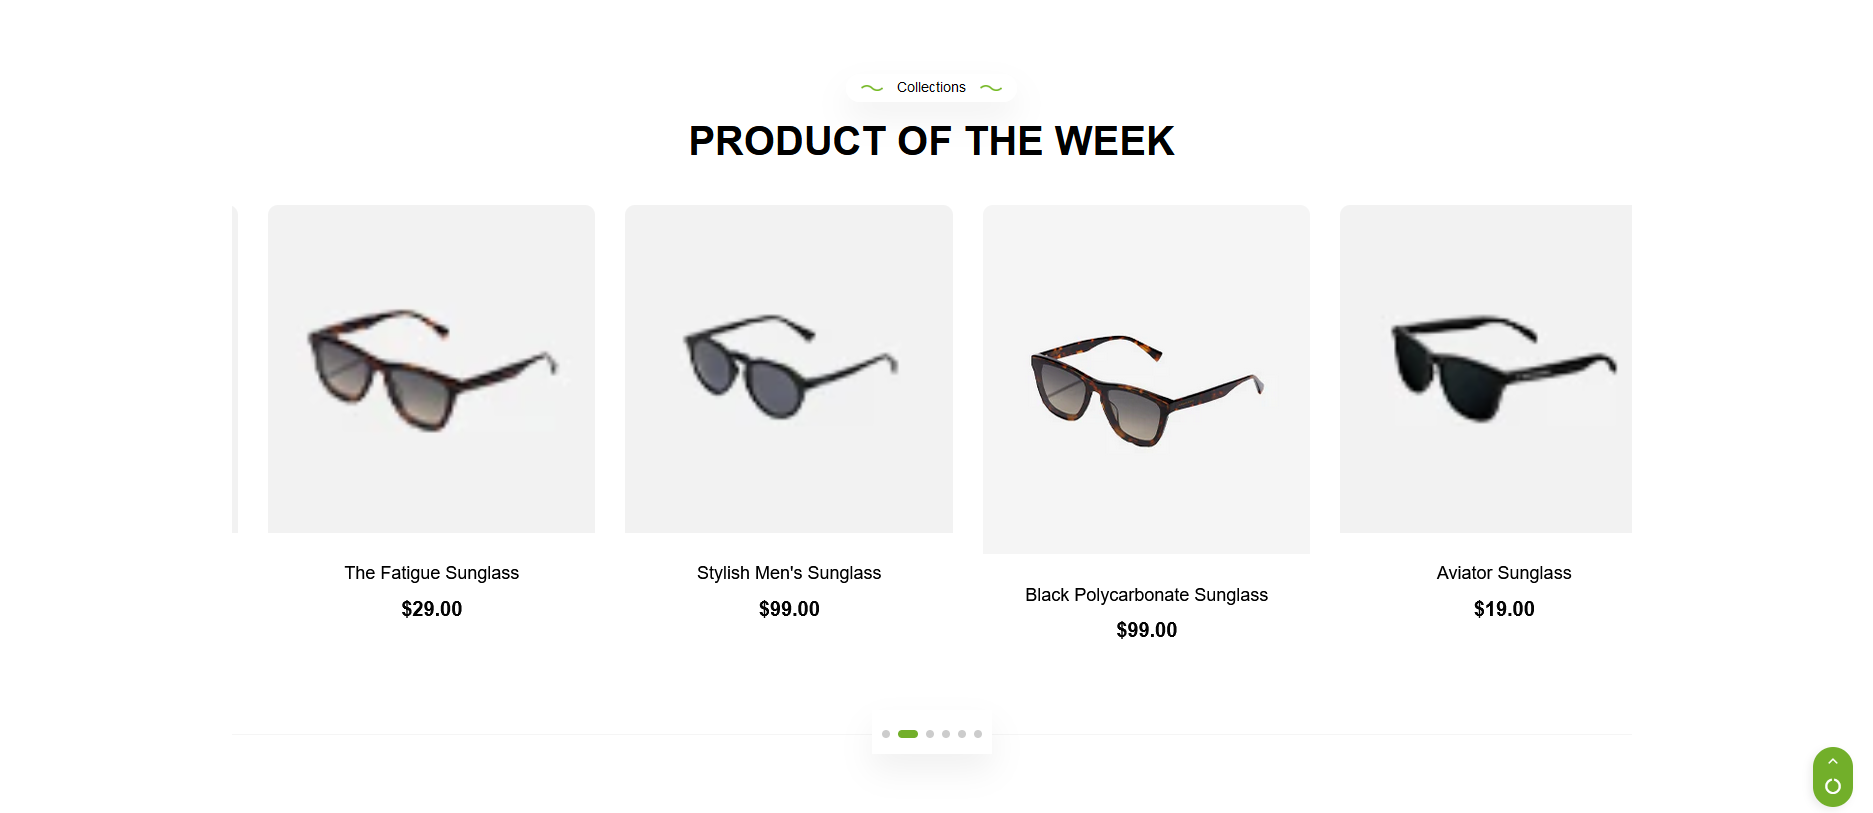 Collections
PRODUCT OF THE WEEK
The Fatigue Sunglass
$29.00
Stylish Men's Sunglass
$99.00
Black Polycarbonate Sunglass
$99.00
Aviator Sunglass
$19.00